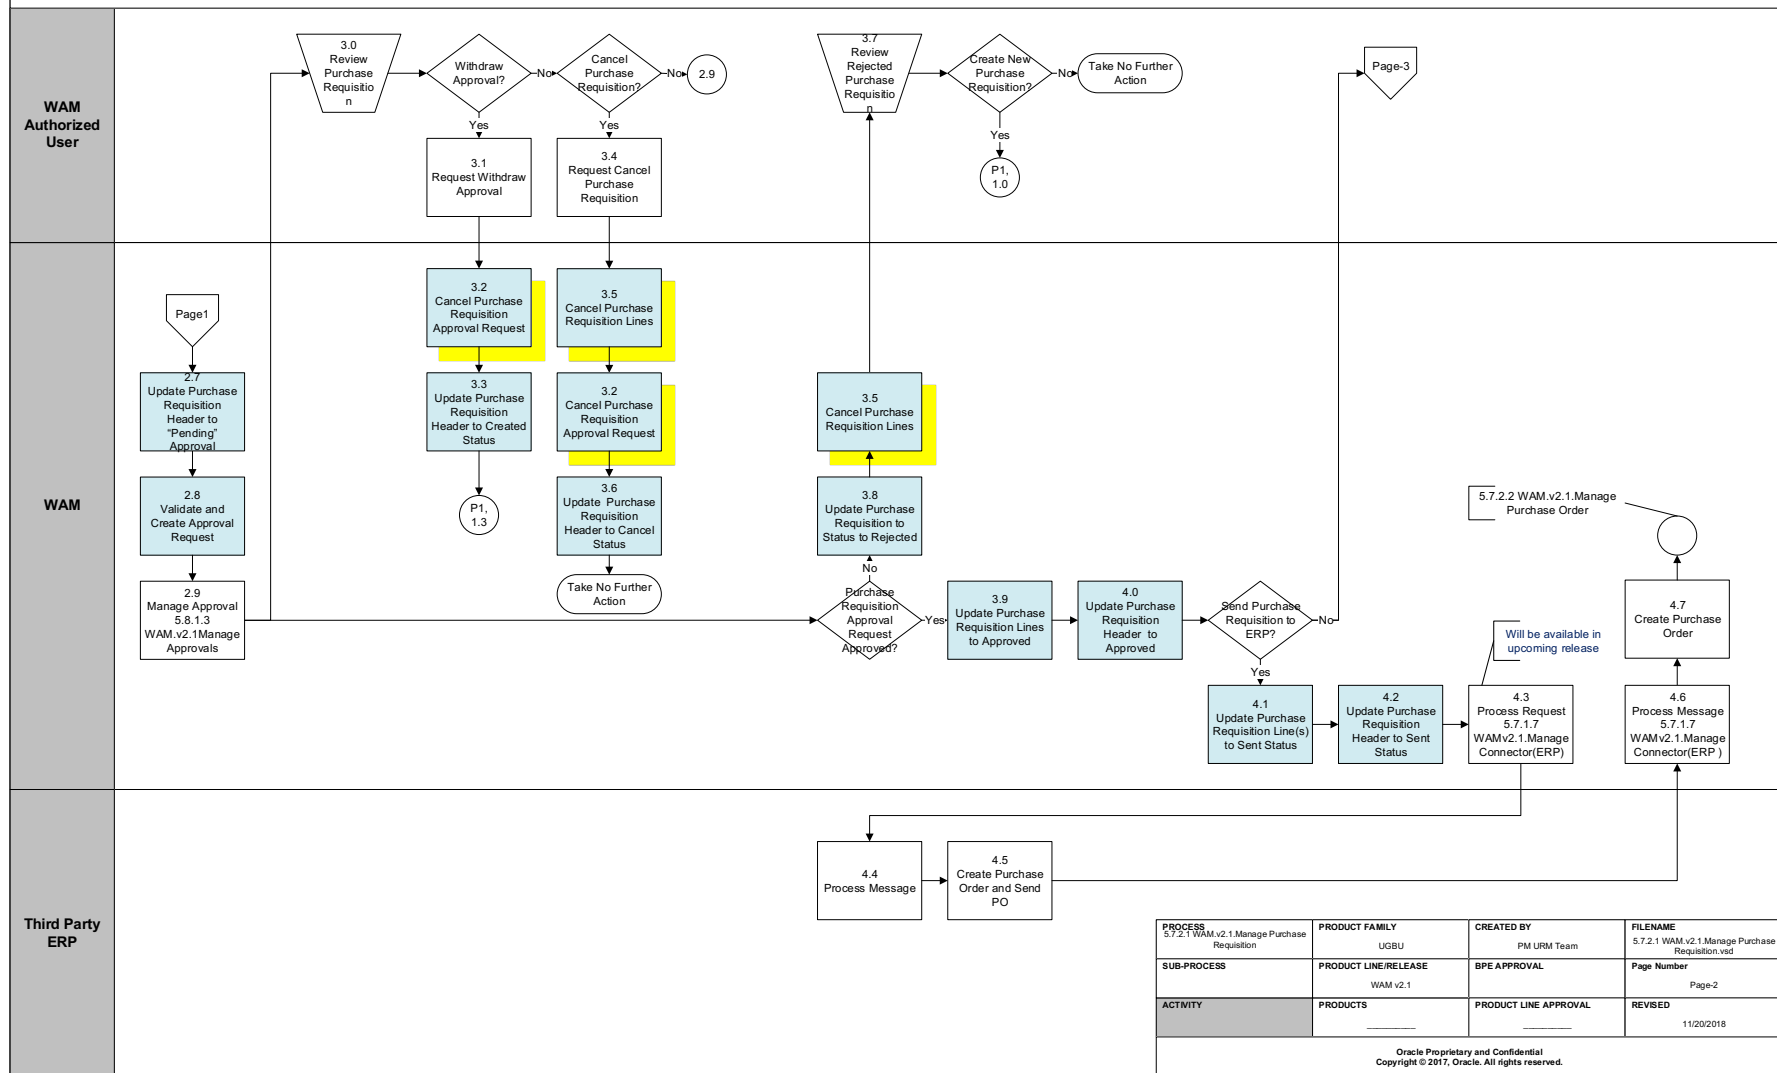 WAM
Authorized
User
3.0
Review
Purchase
Requisitio
n
Withdraw
Approval?
No
Cancel
Purchase
Requisition?
No
2.9
Yes
Yes
3.1
Request Withdraw
Approval
3.4
Request Cancel
Purchase
Requisition
3.7
Review
Rejected
Purchase
Requisitio
n
Create New
Purchase
Requisition?
No
Take No Further
Action
Yes
P1,
1.0
Page-3
WAM
Page1
2.7
Update Purchase
Requisition
Header to
"Pending"
Approval
2.8
Validate and
Create Approval
Request
2.9
Manage Approval
5.8.1.3
WAM.v2.1Manage
Approvals
3.2
Cancel Purchase
Requisition
Approval Request
3.3
Update Purchase
Requisition
Header to Created
Status
P1,
1.3
3.5
Cancel Purchase
Requisition Lines
3.2
Cancel Purchase
Requisition
Approval Request
3.6
Update Purchase
Requisition
Header to Cancel
Status
Take No Further
Action
3.5
Cancel Purchase
Requisition Lines
3.8
Update Purchase
Requisition to
Status to Rejected
No
Purchase
Requisition
Approval
Request
Approved?
Yes
3.9
Update Purchase
Requisition Lines
to Approved
4.0
Update Purchase
Requisition
Header to
Approved
Send Purchase
Requisition to
ERP?
No
Yes
4.1
Update Purchase
Requisition Line(s)
to Sent Status
4.2
Update Purchase
Requisition
Header to Sent
Status
4.3
Process Request
5.7.1.7
WAMv2.1.Manage
Connector(ERP)
Will be available in
upcoming release
5.7.2.2 WAM.v2.1.Manage
Purchase Order
4.7
Create Purchase
Order
4.6
Process Message
5.7.1.7
WAMv2.1.Manage
Connector(ERP )
Third Party
ERP
4.4
Process Message
4.5
Create Purchase
Order and Send
PO
PROCESS
5.7.2.1 WAM.v2.1.Manage Purchase
Requisition
PRODUCT FAMILY
UGBU
CREATED BY
PM URM Team
FILENAME
5.7.2.1 WAM.v2.1.Manage Purchase
Requisition.vsd
SUB-PROCESS
PRODUCT LINE/RELEASE
WAM v2.1
BPE APPROVAL
Page Number
Page-2
ACTIVITY
PRODUCTS
PRODUCT LINE APPROVAL
REVISED
11/20/2018
Oracle Proprietary and Confidential
Copyright © 2017, Oracle. All rights reserved.